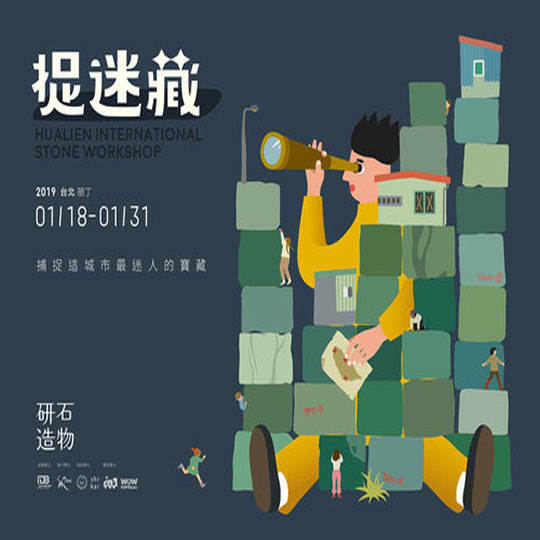 捉迷藏
HUALIEN INTERNATIONAL
STONE WORKSHOP
2019 台北 朋丁
01/18-01/31
捕捉這城市最迷人的寶藏
研石
造物